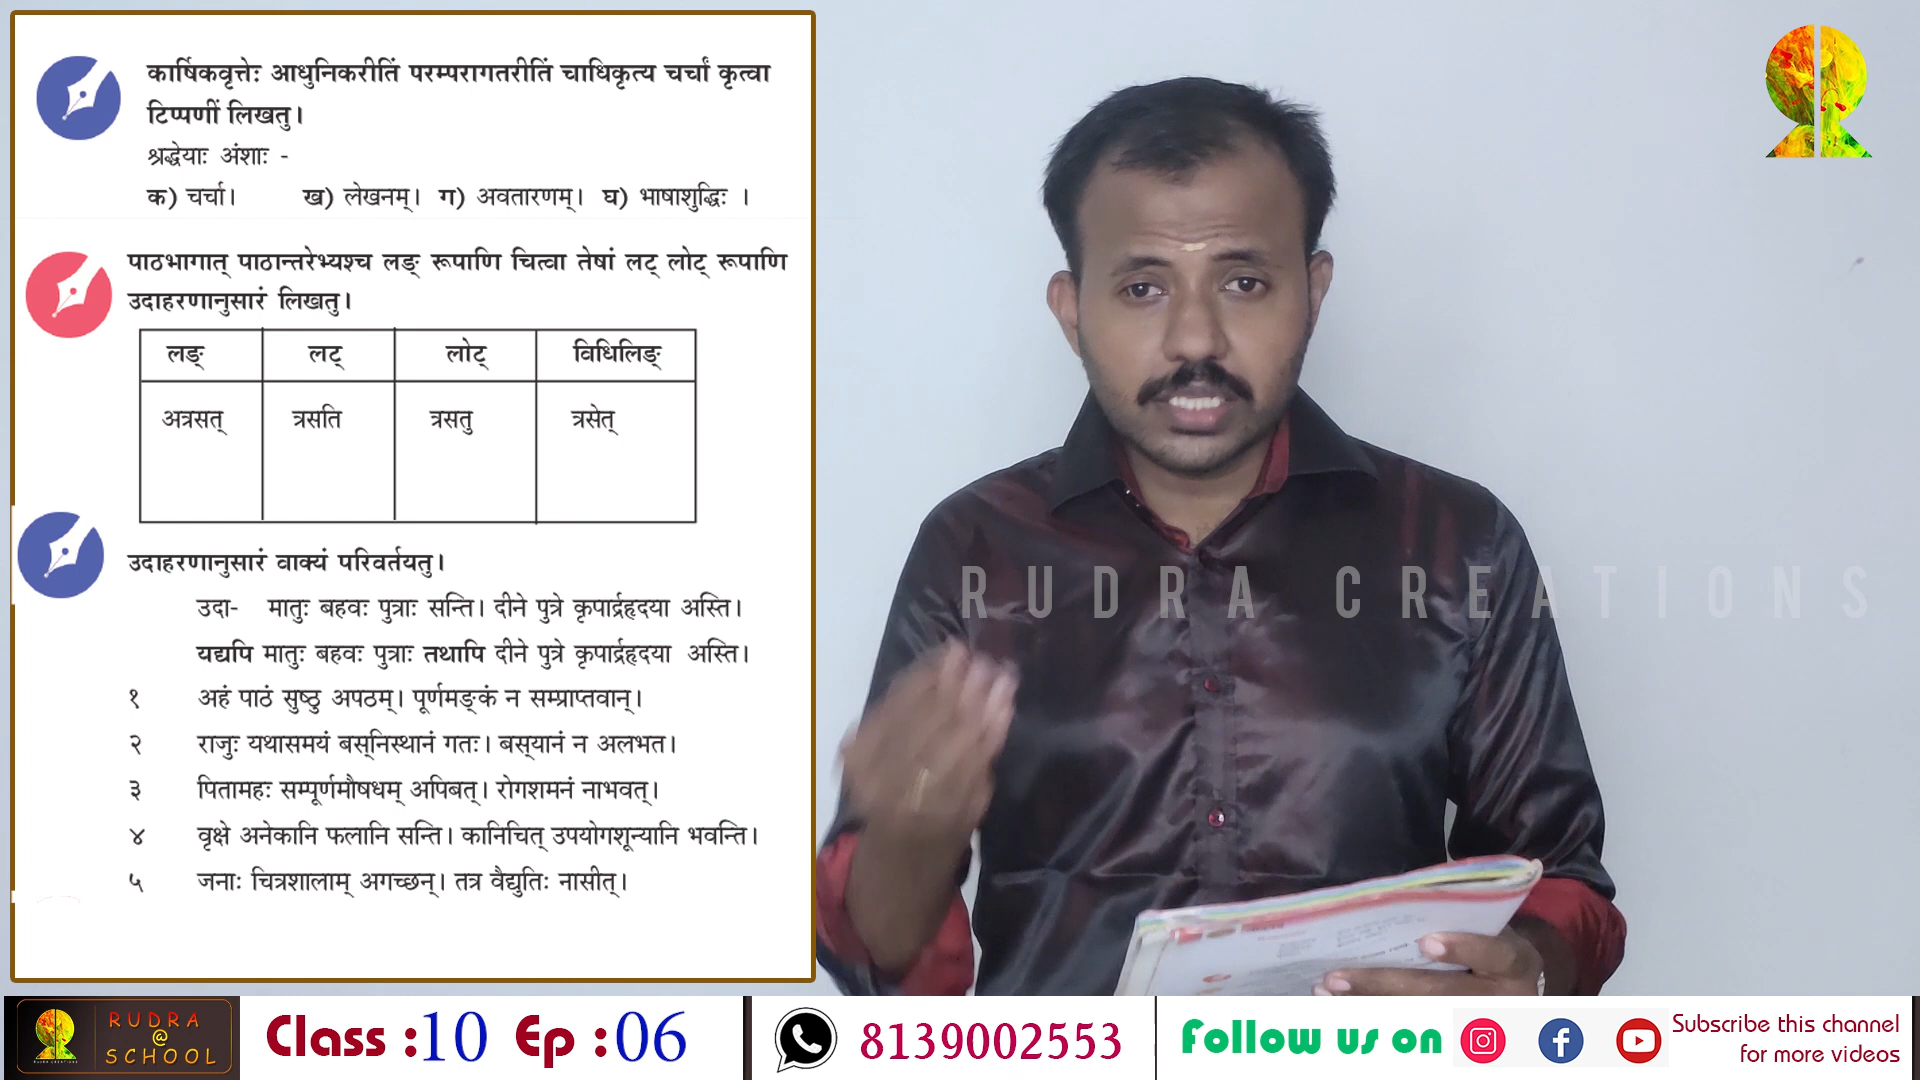 कार्षिकवृत्तेः आधुनिकरीतिं परम्परागतरीतिं चाधिकृत्य चर्चां कृत्वा
टिप्पणीं लिखतु।
श्रद्धेयाः अंशाः -
क) चर्चा। ख) लेखनम्। ग) अवतारणम्। घ) भाषाशुद्धिः ।
पाठभागात् पाठान्तरेभ्यश्च लङ् रूपाणि चित्वा तेषां लट् लोट् रूपाणि
उदाहरणानुसारं लिखतु।
लङ् लट् लोट् विधिलिङ्
अत्रसत् त्रसति त्रसतु त्रसेत्
उदाहरणानुसारं वाक्यं परिवर्तयतु।
उदा- मातुः बहवः पुत्राः सन्ति। दीने पुत्रे कृपार्द्रहृदया अस्ति।
यद्यपि मातुः बहवः पुत्राः तथापि दीने पुत्रे कृपार्द्रहृदया अस्ति।
१ अहं पाठं सुष्ठु अपठम्। पूर्णमङ्कं न सम्प्राप्तवान्।
२ राजुः यथासमयं बस्‌निस्थानं गतः। बस्‌यानं न अलभत।
३ पितामहः सम्पूर्णमौषधम् अपिबत्। रोगशमनं नाभवत्।
४ वृक्षे अनेकानि फलानि सन्ति। कानिचित् उपयोगशून्यानि भवन्ति।
५ जनाः चित्रशालाम् अगच्छन्। तत्र वैद्युतिः नासीत्।
RUDRA CREATIONS
RUDRA
@
SCHOOL
Class :10 Ep :06
8139002553
Follow us on
Subscribe this channel
for more videos